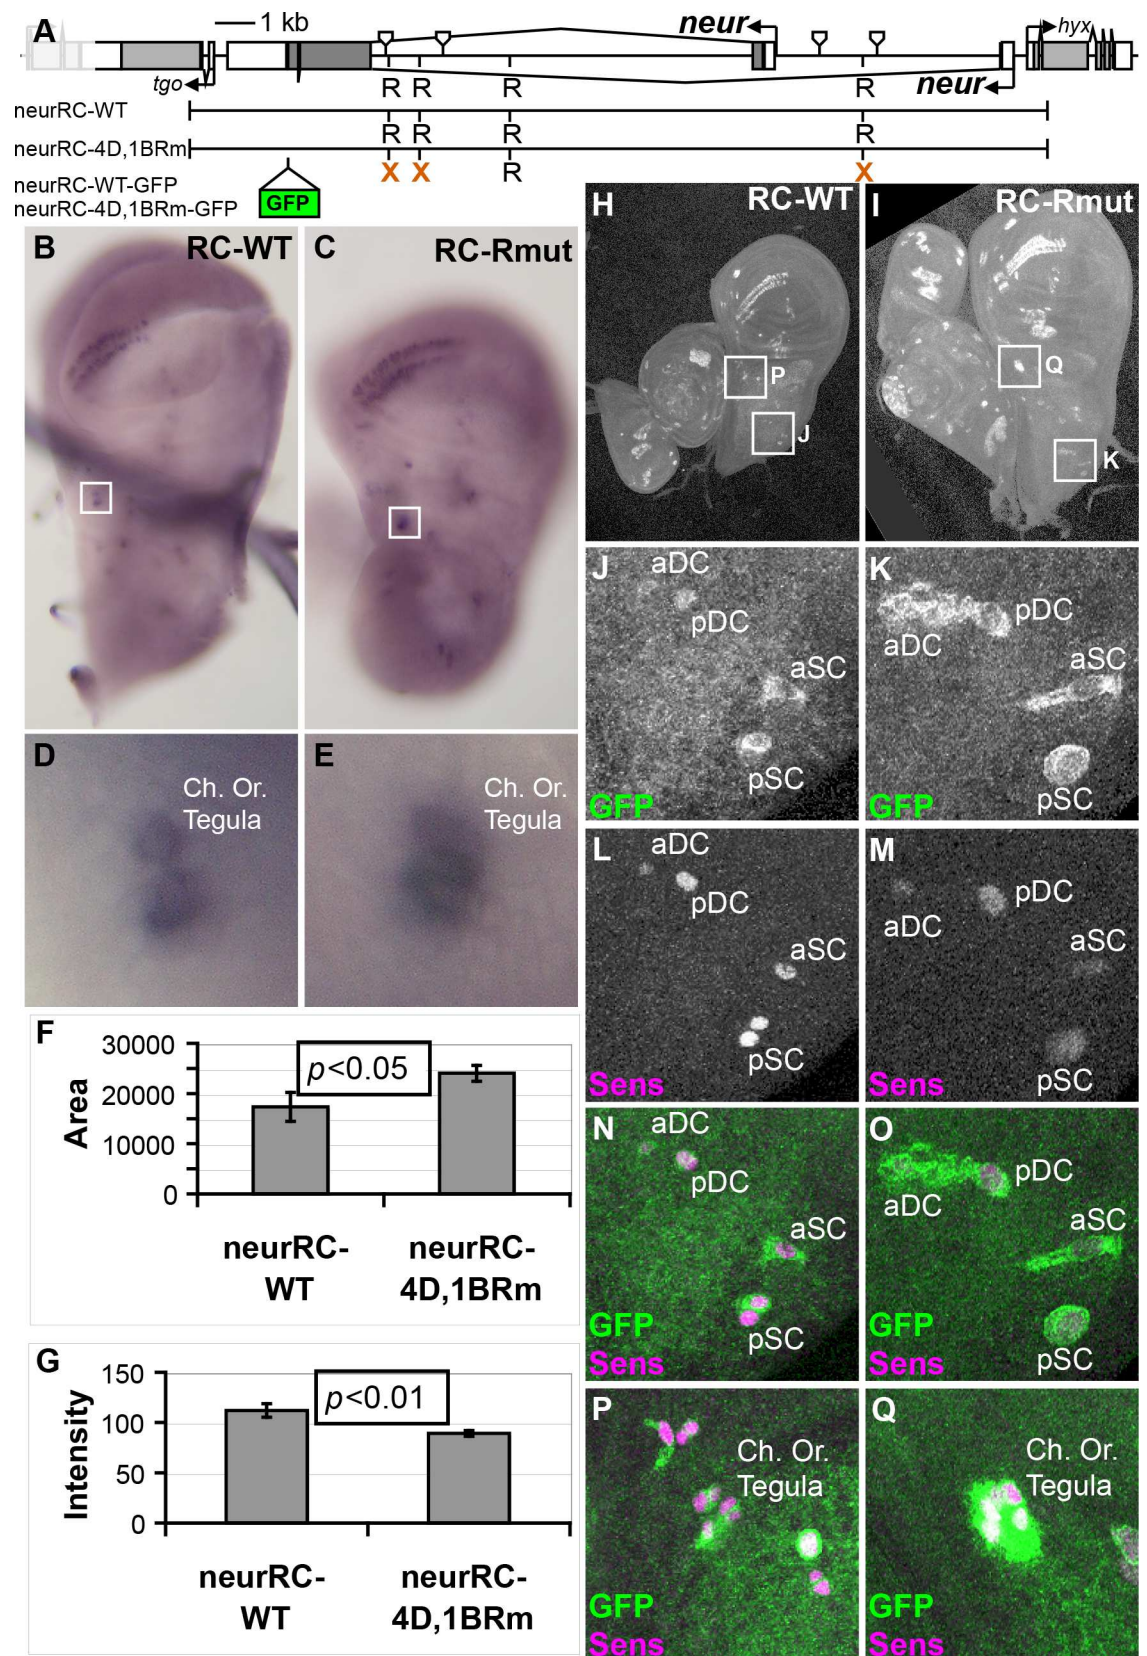 A
1 kb
neur
hyx
tgo
neur
R R R
neurRC-WT
R R R R
neurRC-4D,1BRm
X X R X
neurRC-WT-GFP
neurRC-4D,1BRm-GFP
GFP
B RC-WT
C RC-Rmut
D Ch. Or.
Tegula
E Ch. Or.
Tegula
F
Area
30000
20000
10000
0
p<0.05
neurRC-
WT
neurRC-
4D,1BRm
G
Intensity
150
100
50
0
p<0.01
neurRC-
WT
neurRC-
4D,1BRm
H RC-WT
P
J
I RC-Rmut
Q
K
J aDC
pDC
aSC
pSC
GFP
K pDC
aDC
aSC
pSC
GFP
L aDC
pDC
aSC
pSC
Sens
M pDC
aDC
aSC
pSC
Sens
N aDC
pDC
aSC
pSC
GFP
Sens
O pDC
aDC
aSC
pSC
GFP
Sens
P Ch. Or.
Tegula
GFP
Sens
Q Ch. Or.
Tegula
GFP
Sens